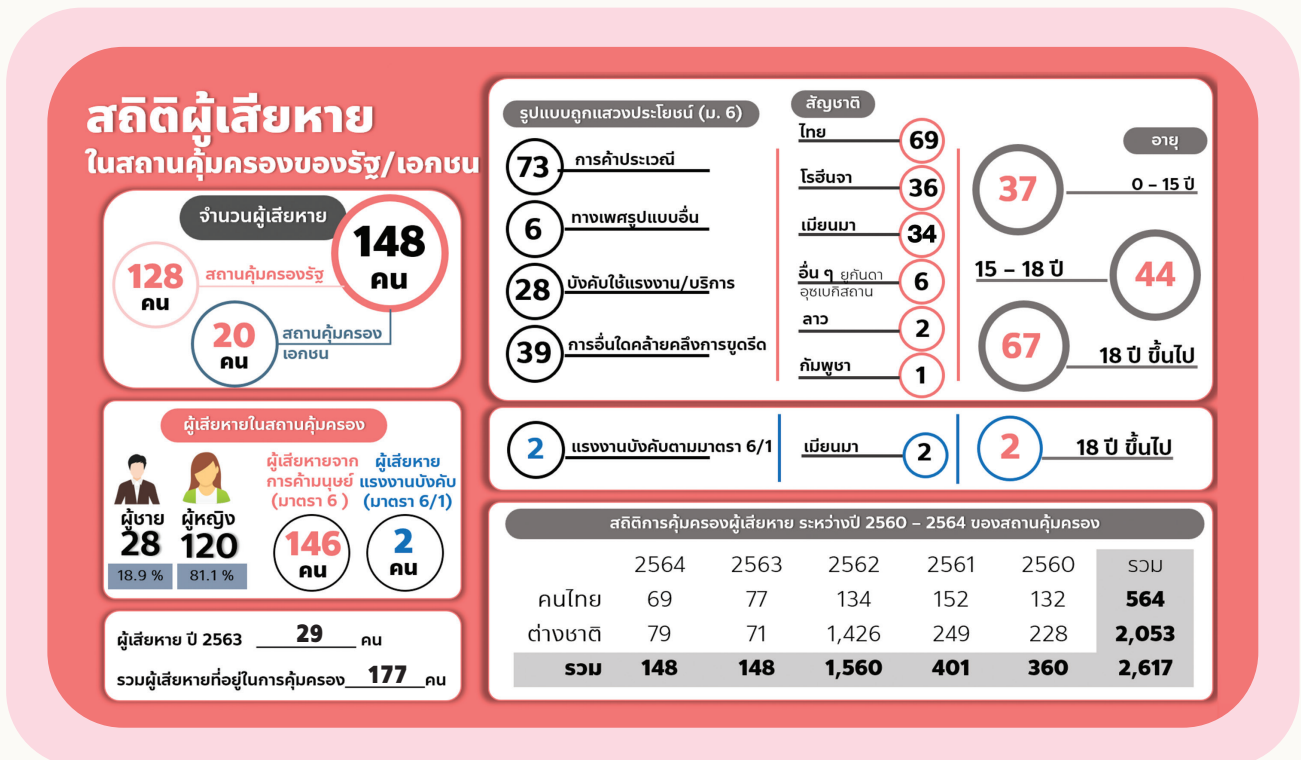 สถิติผู้เสียหาย
ในสถานคุ้มครองของรัฐ/เอกชน
จำนวนผู้เสียหาย
148
คน
128
คน
สถานคุ้มครองรัฐ
20
คน
สถานคุ้มครอง
เอกชน
ผู้เสียหายในสถานคุ้มครอง
ผู้ชาย
28
18.9 %
ผู้หญิง
120
81.1 %
ผู้เสียหายจาก
การค้ามนุษย์
(มาตรา 6 )
146
คน
ผู้เสียหาย
แรงงานบังคับ
(มาตรา 6/1)
2
คน
ผู้เสียหาย ปี 2563 29 คน
รวมผู้เสียหายที่อยู่ในการคุ้มครอง 177 คน
รูปแบบถูกแสวงประโยชน์ (ม. 6)
73 การค้าประเวณี
6 ทางเพศรูปแบบอื่น
28 บังคับใช้แรงงาน/บริการ
39 การอื่นใดคล้ายคลึงการขูดรีด
สัญชาติ
ไทย 69
โรฮีนจา 36
เมียนมา 34
อื่น ๆ ยูกันดา 6
อุซเบกิสถาน
ลาว 2
กัมพูชา 1
อายุ
37 0 – 15 ปี
15 – 18 ปี 44
67 18 ปี ขึ้นไป
2 แรงงานบังคับตามมาตรา 6/1
เมียนมา 2
2 18 ปี ขึ้นไป
สถิติการคุ้มครองผู้เสียหาย ระหว่างปี 2560 – 2564 ของสถานคุ้มครอง
2564 2563 2562 2561 2560 รวม
คนไทย 69 77 134 152 132 564
ต่างชาติ 79 71 1,426 249 228 2,053
รวม 148 148 1,560 401 360 2,617